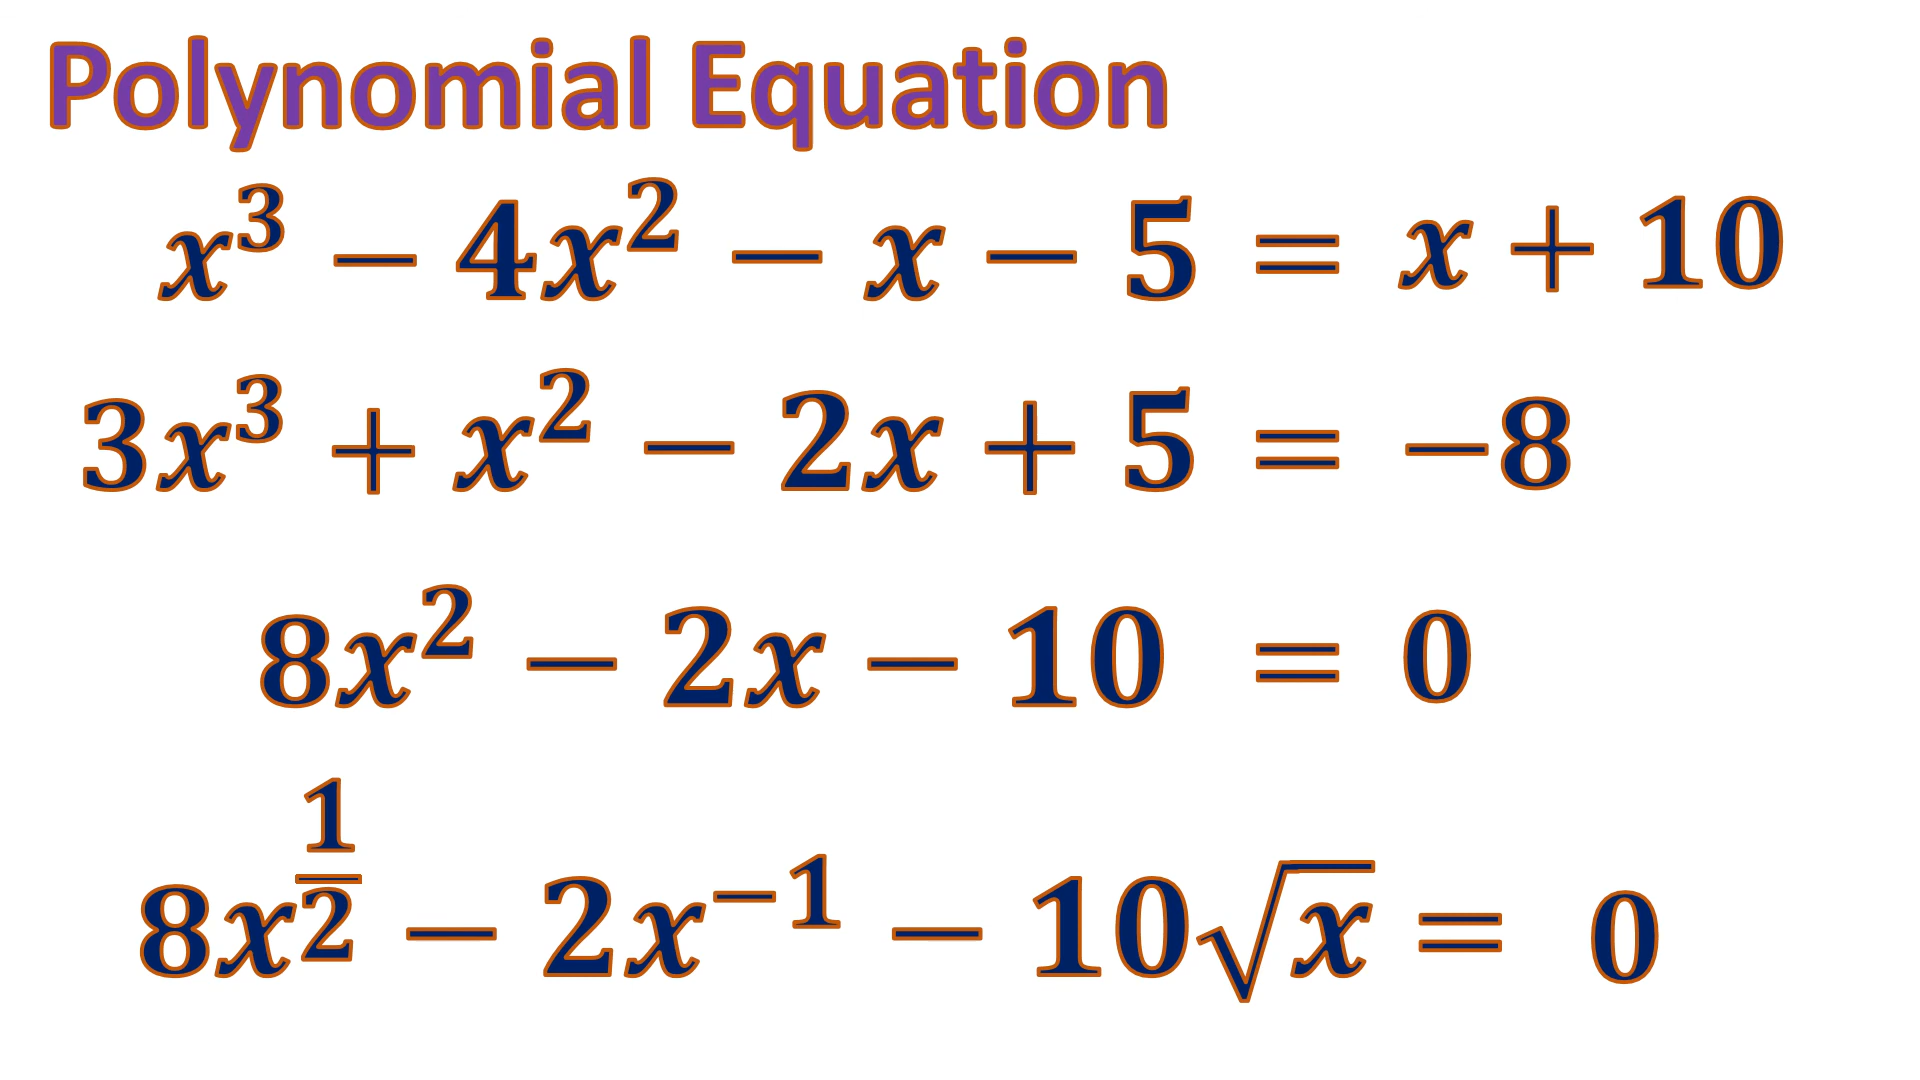 Polynomial Equation
x³ − 4x² − x − 5 = x + 10
3x³ + x² − 2x + 5 = −8
8x² − 2x − 10 = 0
8x^(1/2) − 2x⁻¹ − 10√x = 0